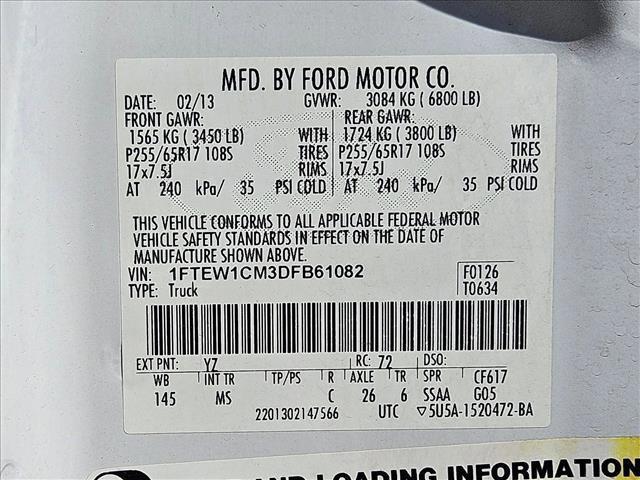 MFD. BY FORD MOTOR CO.
DATE: 02/13 GVWR: 3084 KG ( 6800 LB)
FRONT GAWR: REAR GAWR:
1565 KG ( 3450 LB) WITH 1724 KG ( 3800 LB) WITH
P255/65R17 108S TIRES P255/65R17 108S TIRES
17x7.5J RIMS 17x7.5J RIMS
AT 240 kPa/ 35 PSI COLD AT 240 kPa/ 35 PSI COLD
THIS VEHICLE CONFORMS TO ALL APPLICABLE FEDERAL MOTOR
VEHICLE SAFETY STANDARDS IN EFFECT ON THE DATE OF
MANUFACTURE SHOWN ABOVE.
VIN: 1FTEW1CM3DFB61082 F0126
TYPE: Truck T0634
EXT PNT: YZ RC: 72 DSO:
WB INT TR TP/PS R AXLE TR SPR CF617
145 MS C 26 6 SSAA G05
2201302147566 UTC ▽5U5A-1520472-BA
AND LOADING INFORMATION